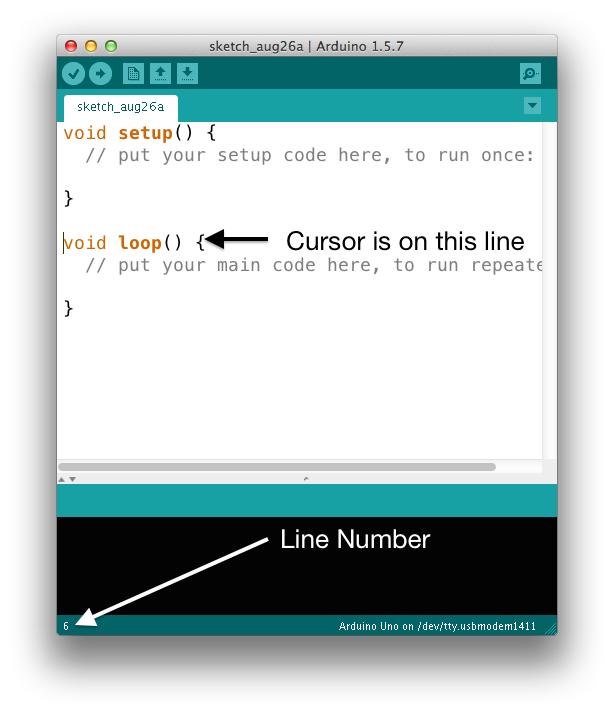 sketch_aug26a | Arduino 1.5.7
sketch_aug26a
void setup() {
// put your setup code here, to run once:
}
void loop() {
Cursor is on this line
// put your main code here, to run repeate
}
Line Number
6
Arduino Uno on /dev/tty.usbmodem1411